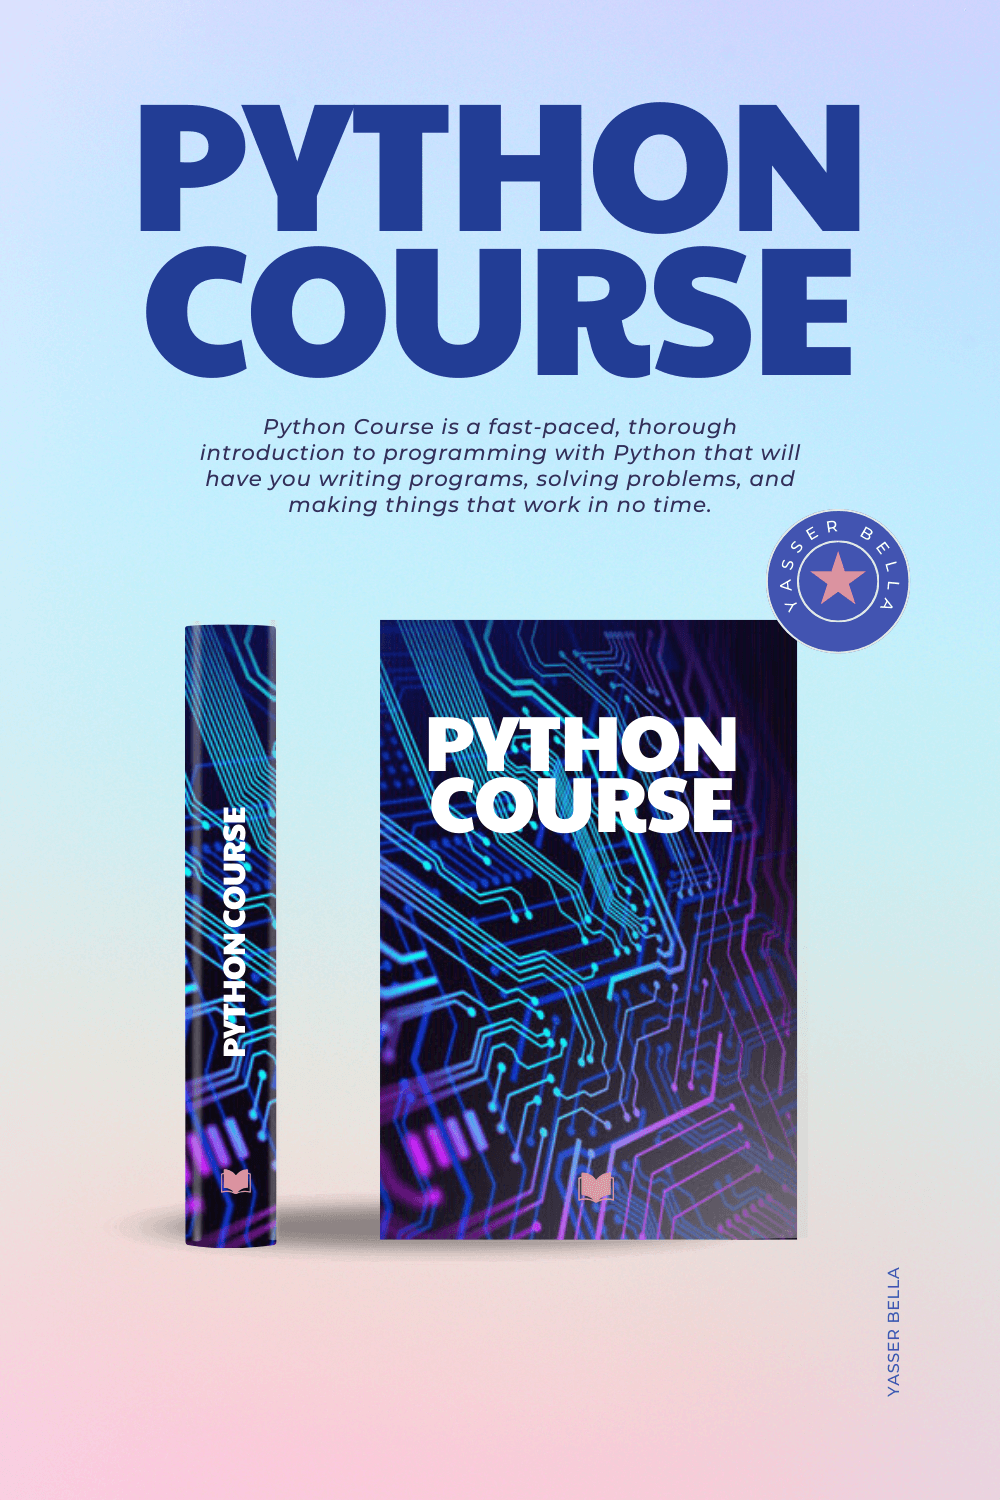 PYTHON
COURSE
Python Course is a fast-paced, thorough
introduction to programming with Python that will
have you writing programs, solving problems, and
making things that work in no time.
YASSER BELLA
PYTHON COURSE
PYTHON
COURSE
YASSER BELLA